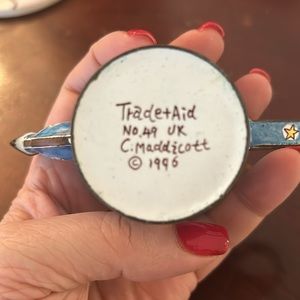 Trade+Aid
No.49 UK
C.Maddicott
© 1996